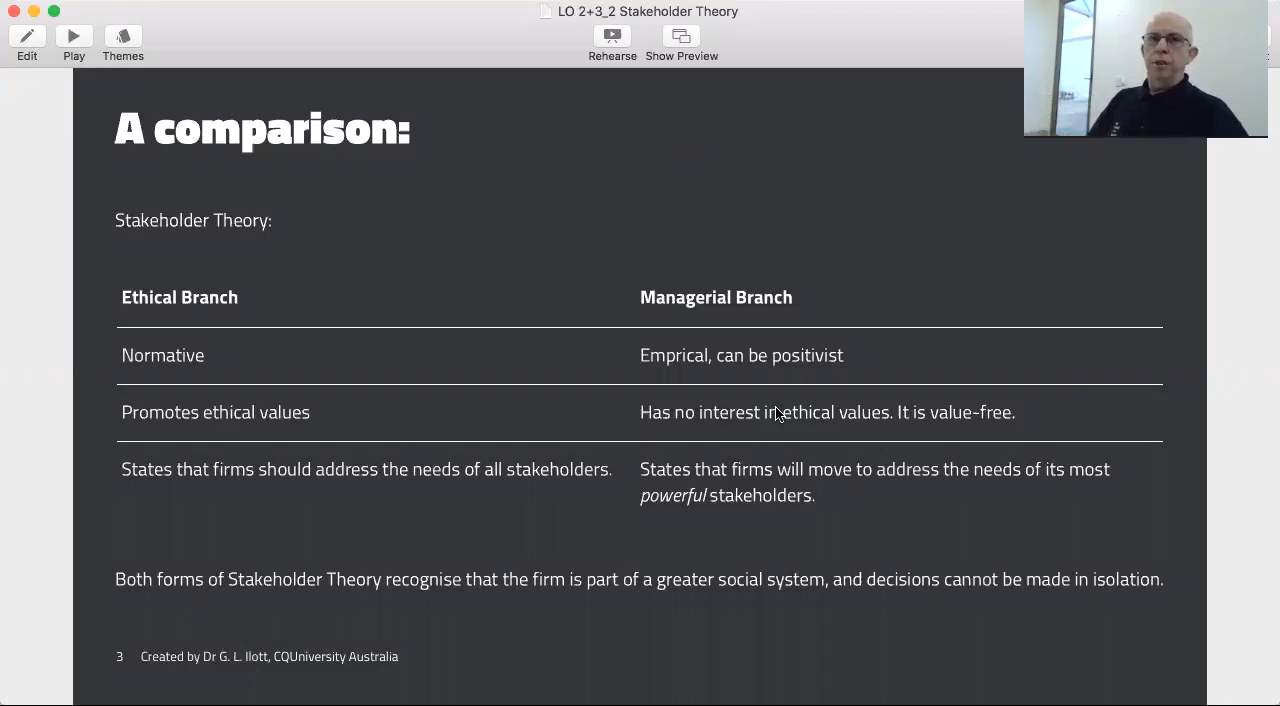 LO 2+3_2 Stakeholder Theory
Edit
Play
Themes
Rehearse
Show Preview
A comparison:
Stakeholder Theory:
Ethical Branch
Managerial Branch
Normative
Emprical, can be positivist
Promotes ethical values
Has no interest in ethical values. It is value-free.
States that firms should address the needs of all stakeholders.
States that firms will move to address the needs of its most
powerful stakeholders.
Both forms of Stakeholder Theory recognise that the firm is part of a greater social system, and decisions cannot be made in isolation.
3 Created by Dr G. L. Ilott, CQUniversity Australia